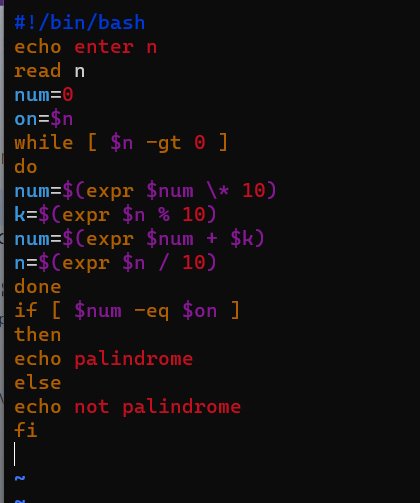 #!/bin/bash
echo enter n
read n
num=0
on=$n
while [ $n -gt 0 ]
do
num=$(expr $num \* 10)
k=$(expr $n % 10)
num=$(expr $num + $k)
n=$(expr $n / 10)
done
if [ $num -eq $on ]
then
echo palindrome
else
echo not palindrome
fi
~
~